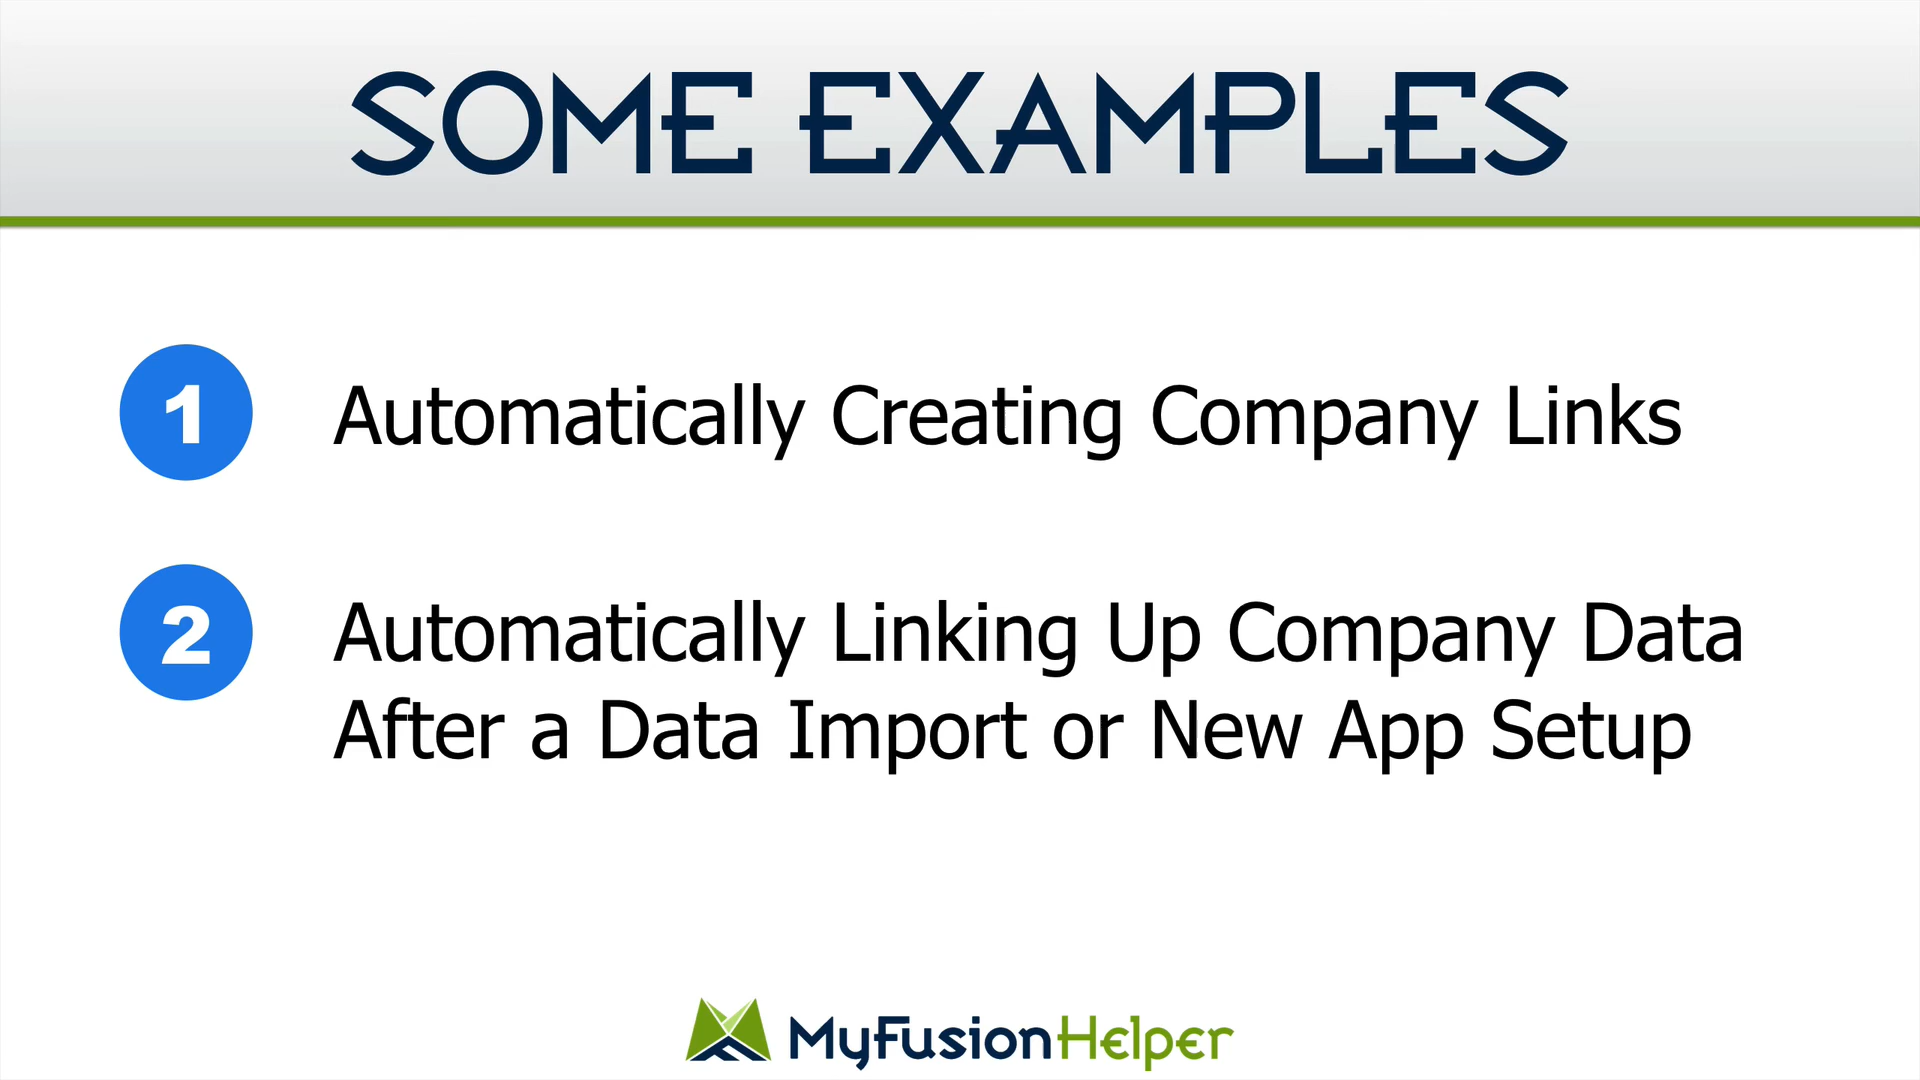 SOME EXAMPLES
1 Automatically Creating Company Links
2 Automatically Linking Up Company Data
After a Data Import or New App Setup
MyFusionHelper